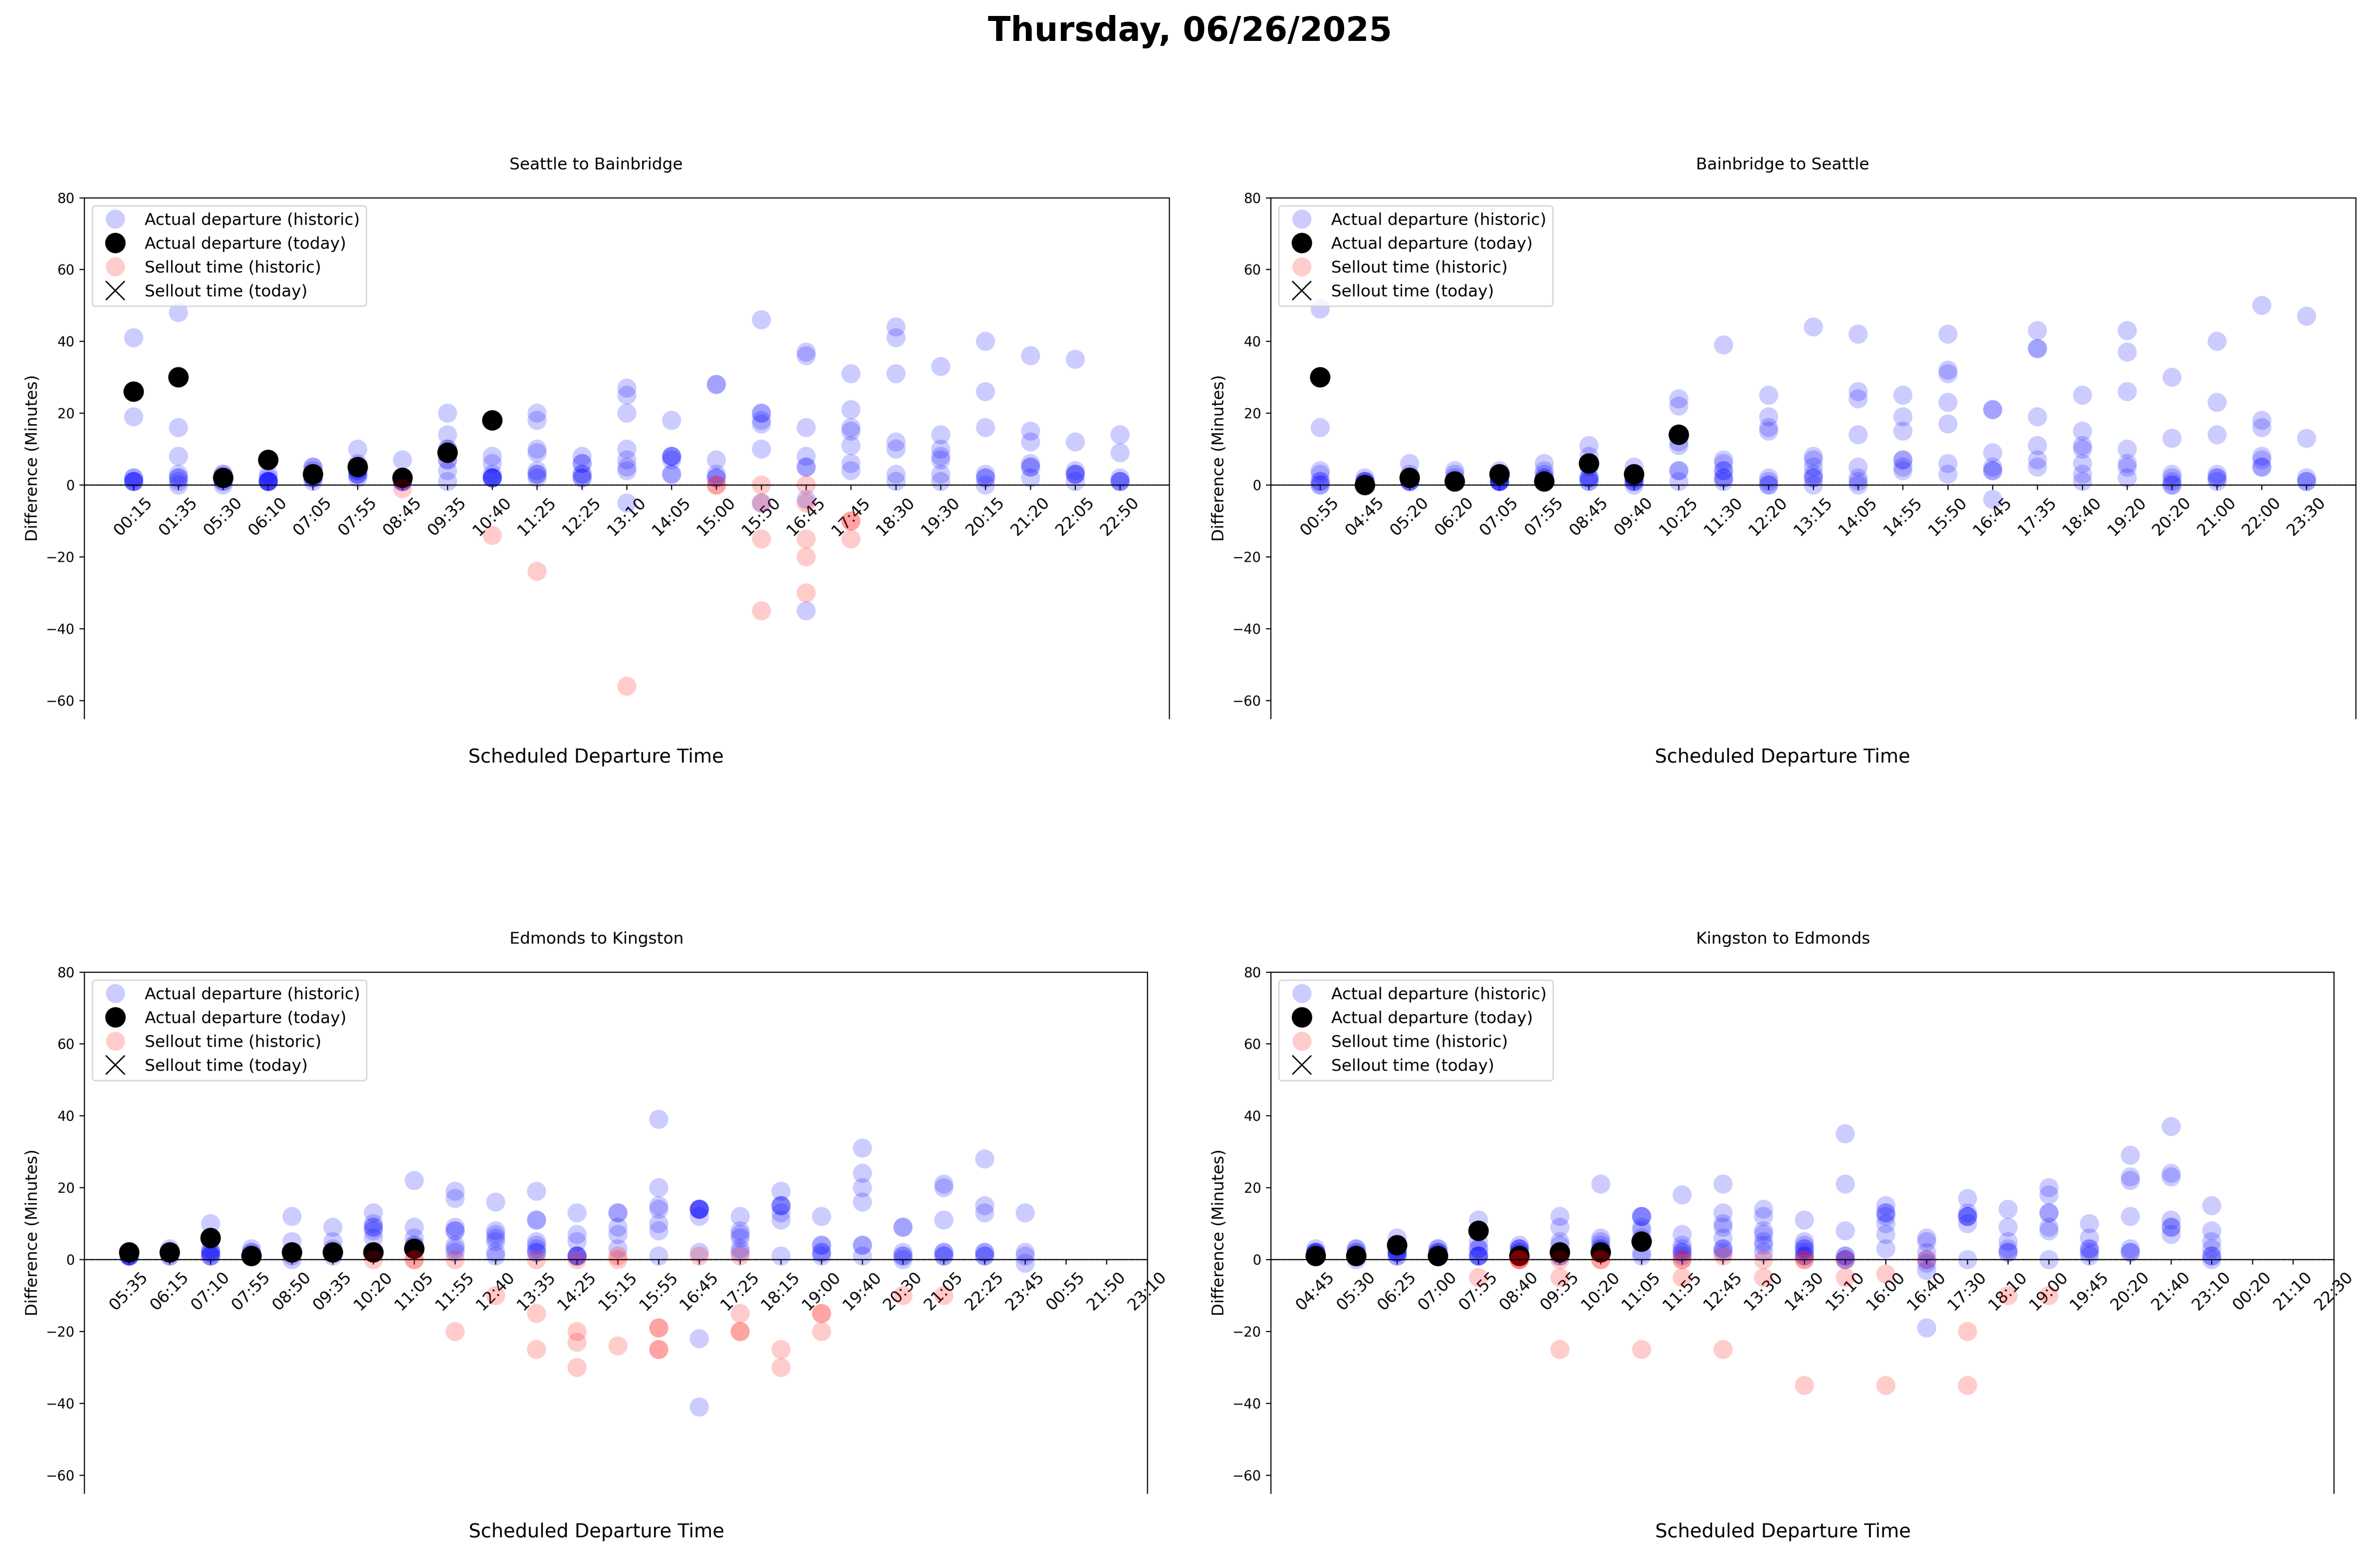 Thursday, 06/26/2025
Seattle to Bainbridge
Difference (Minutes)
80
60
40
20
0
−20
−40
−60
Actual departure (historic)
Actual departure (today)
Sellout time (historic)
Sellout time (today)
00:15 01:35 05:30 06:10 07:05 07:55 08:45 09:35 10:40 11:25 12:25 13:10 14:05 15:00 15:50 16:45 17:45 18:30 19:30 20:15 21:20 22:05 22:50
Scheduled Departure Time
Bainbridge to Seattle
Difference (Minutes)
80
60
40
20
0
−20
−40
−60
Actual departure (historic)
Actual departure (today)
Sellout time (historic)
Sellout time (today)
00:55 04:45 05:20 06:20 07:05 07:55 08:45 09:40 10:25 11:30 12:20 13:15 14:05 14:55 15:50 16:45 17:35 18:40 19:20 20:20 21:00 22:00 23:30
Scheduled Departure Time
Edmonds to Kingston
Difference (Minutes)
80
60
40
20
0
−20
−40
−60
Actual departure (historic)
Actual departure (today)
Sellout time (historic)
Sellout time (today)
05:35 06:15 07:10 07:55 08:50 09:35 10:20 11:05 11:55 12:40 13:35 14:25 15:15 15:55 16:45 17:25 18:15 19:00 19:40 20:30 21:05 22:25 23:45 00:55 21:50 23:10
Scheduled Departure Time
Kingston to Edmonds
Difference (Minutes)
80
60
40
20
0
−20
−40
−60
Actual departure (historic)
Actual departure (today)
Sellout time (historic)
Sellout time (today)
04:45 05:30 06:25 07:00 07:55 08:40 09:35 10:20 11:05 11:55 12:45 13:30 14:30 15:10 16:00 16:40 17:30 18:10 19:00 19:45 20:20 21:40 23:10 00:20 21:10 22:30
Scheduled Departure Time